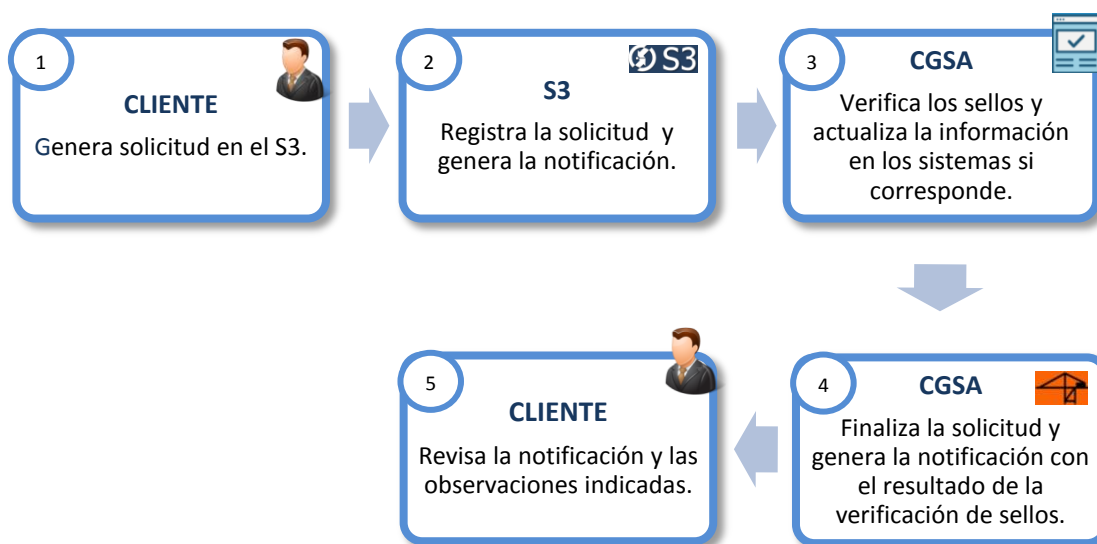 1
CLIENTE
Genera solicitud en el S3.
2
S3
S3
Registra la solicitud y
genera la notificación.
3
CGSA
Verifica los sellos y
actualiza la información
en los sistemas si
corresponde.
4
CGSA
Finaliza la solicitud y
genera la notificación con
el resultado de la
verificación de sellos.
5
CLIENTE
Revisa la notificación y las
observaciones indicadas.